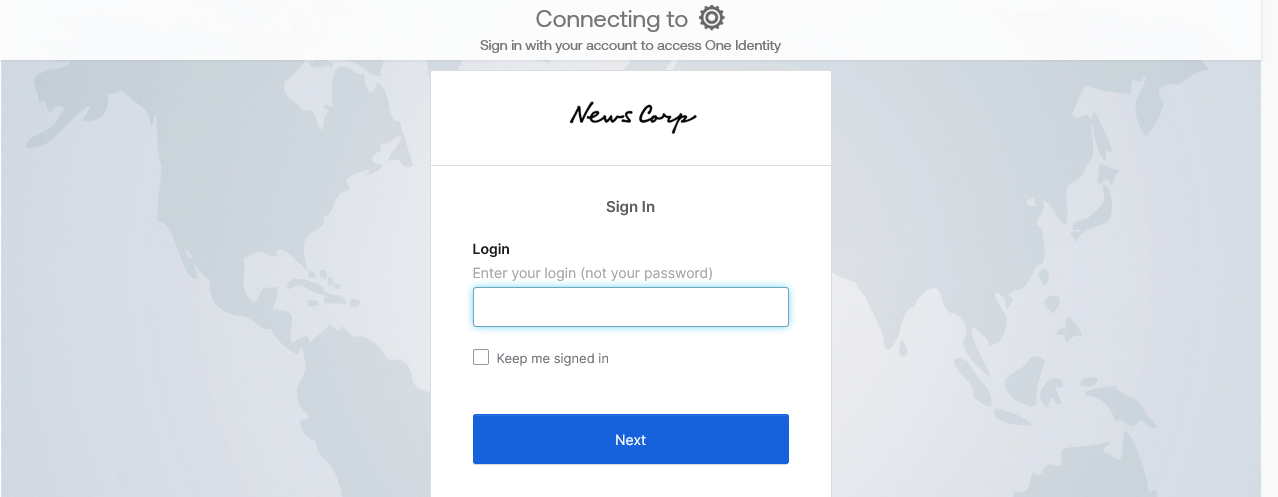 Connecting to
Sign in with your account to access One Identity
News Corp
Sign In
Login
Enter your login (not your password)
Keep me signed in
Next